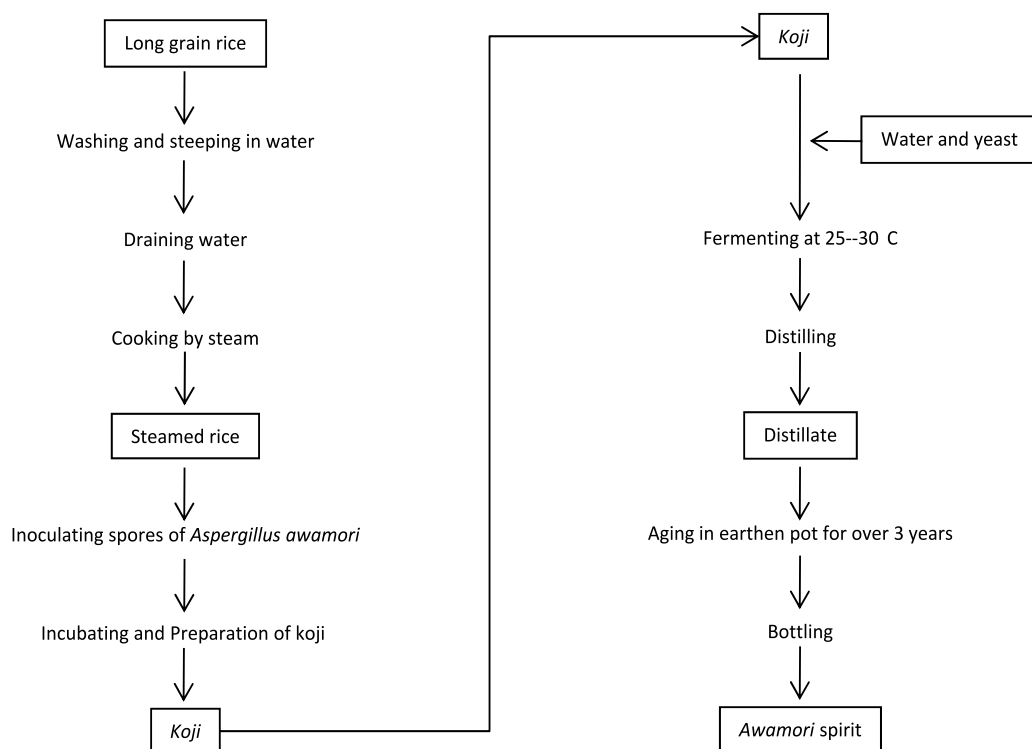 Long grain rice
Washing and steeping in water
Draining water
Cooking by steam
Steamed rice
Inoculating spores of Aspergillus awamori
Incubating and Preparation of koji
Koji
Koji
Water and yeast
Fermenting at 25--30 C
Distilling
Distillate
Aging in earthen pot for over 3 years
Bottling
Awamori spirit